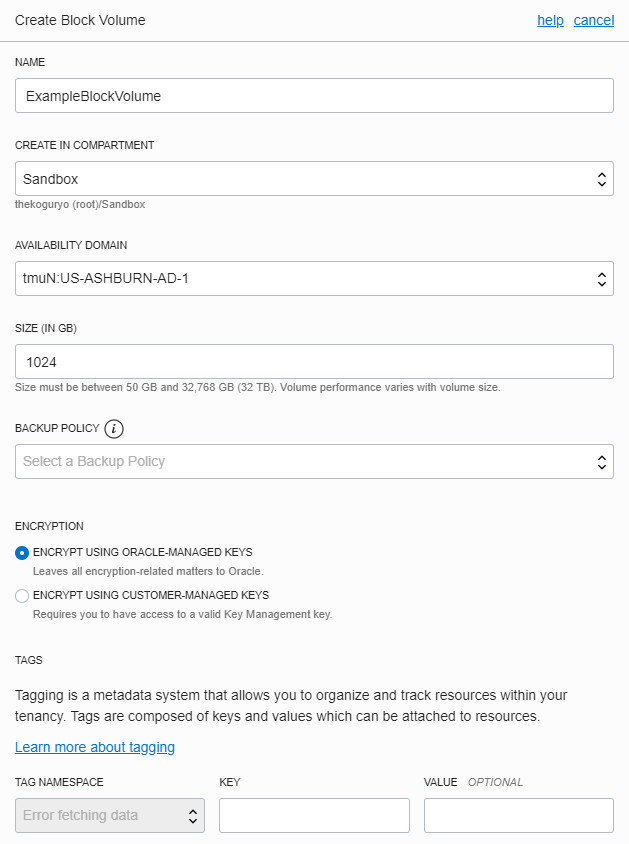 Create Block Volume help cancel
NAME
ExampleBlockVolume
CREATE IN COMPARTMENT
Sandbox
thekoguryo (root)/Sandbox
AVAILABILITY DOMAIN
tmuN:US-ASHBURN-AD-1
SIZE (IN GB)
1024
Size must be between 50 GB and 32,768 GB (32 TB). Volume performance varies with volume size.
BACKUP POLICY i
Select a Backup Policy
ENCRYPTION
ENCRYPT USING ORACLE-MANAGED KEYS
Leaves all encryption-related matters to Oracle.
ENCRYPT USING CUSTOMER-MANAGED KEYS
Requires you to have access to a valid Key Management key.
TAGS
Tagging is a metadata system that allows you to organize and track resources within your
tenancy. Tags are composed of keys and values which can be attached to resources.
Learn more about tagging
TAG NAMESPACE KEY VALUE OPTIONAL
Error fetching data